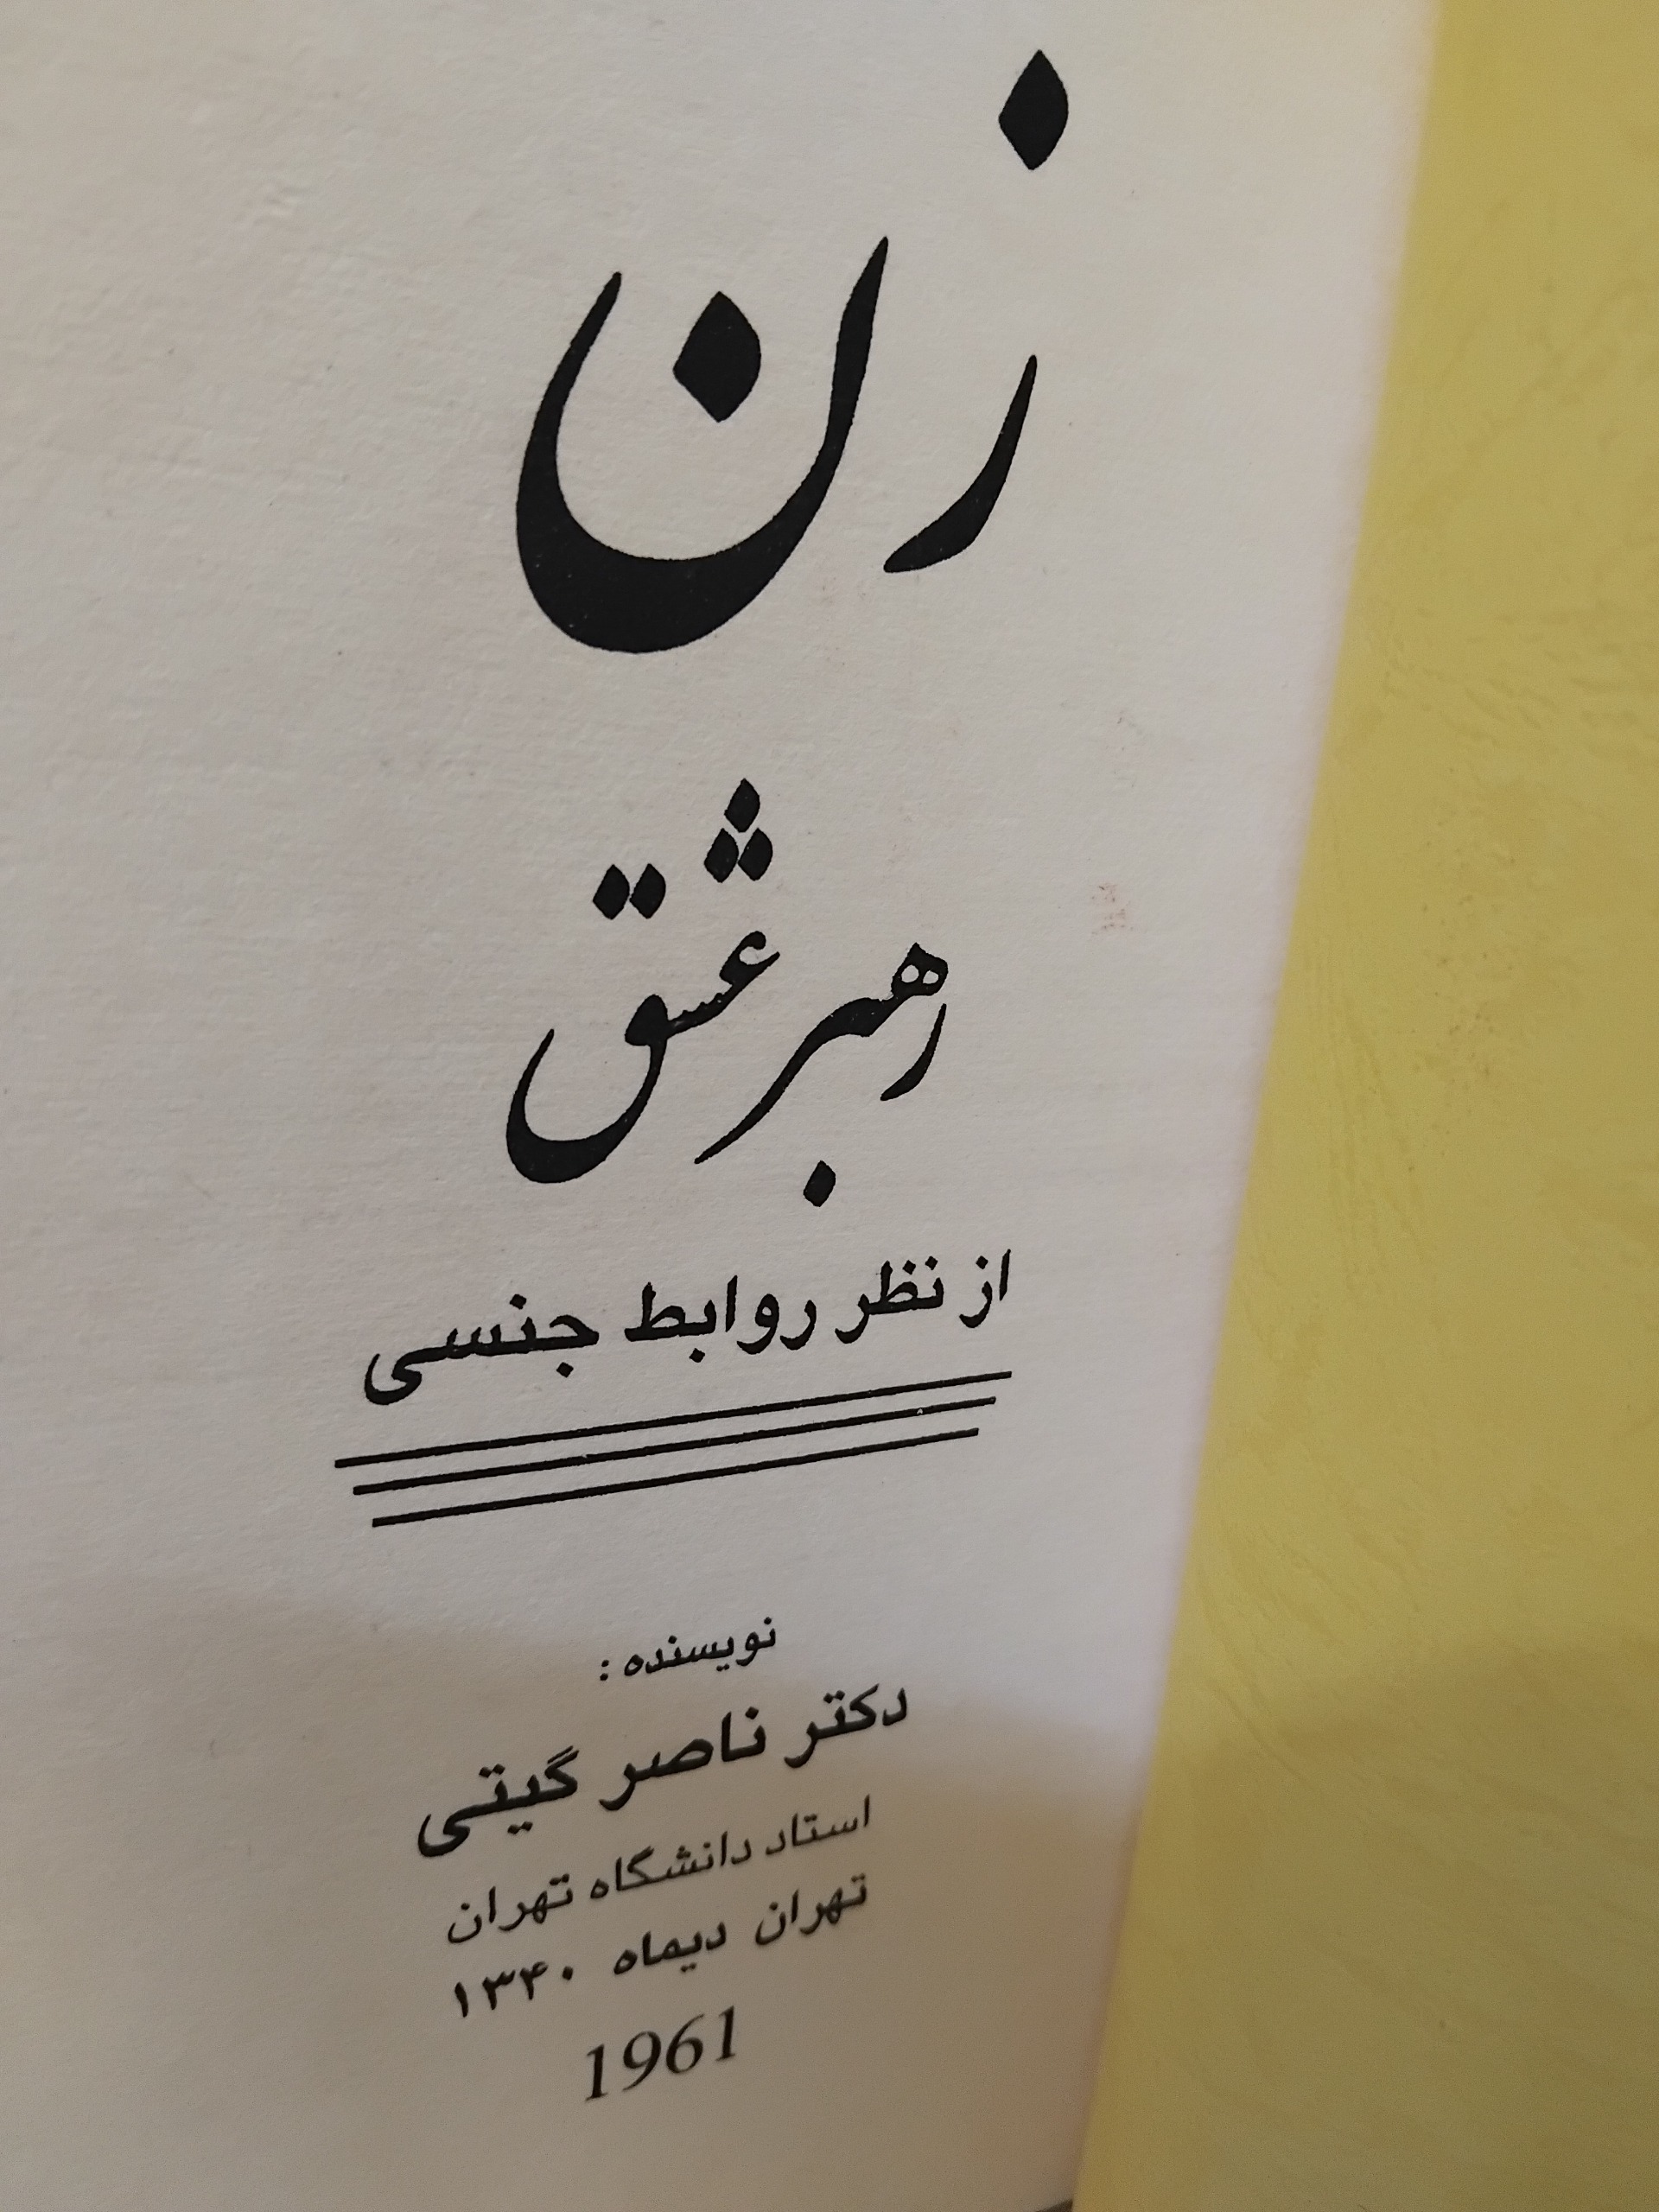 زن
رهبر عشق
از نظر روابط جنسی
نویسنده :
دکتر ناصر گیتی
استاد دانشگاه تهران
تهران دیماه ۱۳۴۰
1961